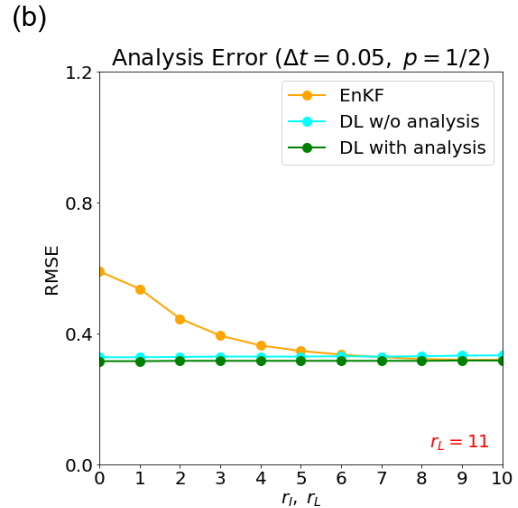 (b)
Analysis Error (Δt = 0.05, p = 1/2)
EnKF
DL w/o analysis
DL with analysis
RMSE
1.2
0.8
0.4
0.0
r_L = 11
0 1 2 3 4 5 6 7 8 9 10
r_l, r_L